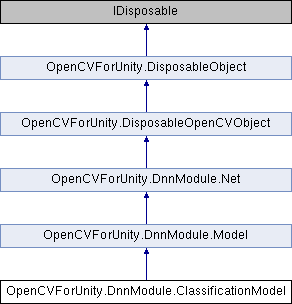 IDisposable
OpenCVForUnity.DisposableObject
OpenCVForUnity.DisposableOpenCVObject
OpenCVForUnity.DnnModule.Net
OpenCVForUnity.DnnModule.Model
OpenCVForUnity.DnnModule.ClassificationModel